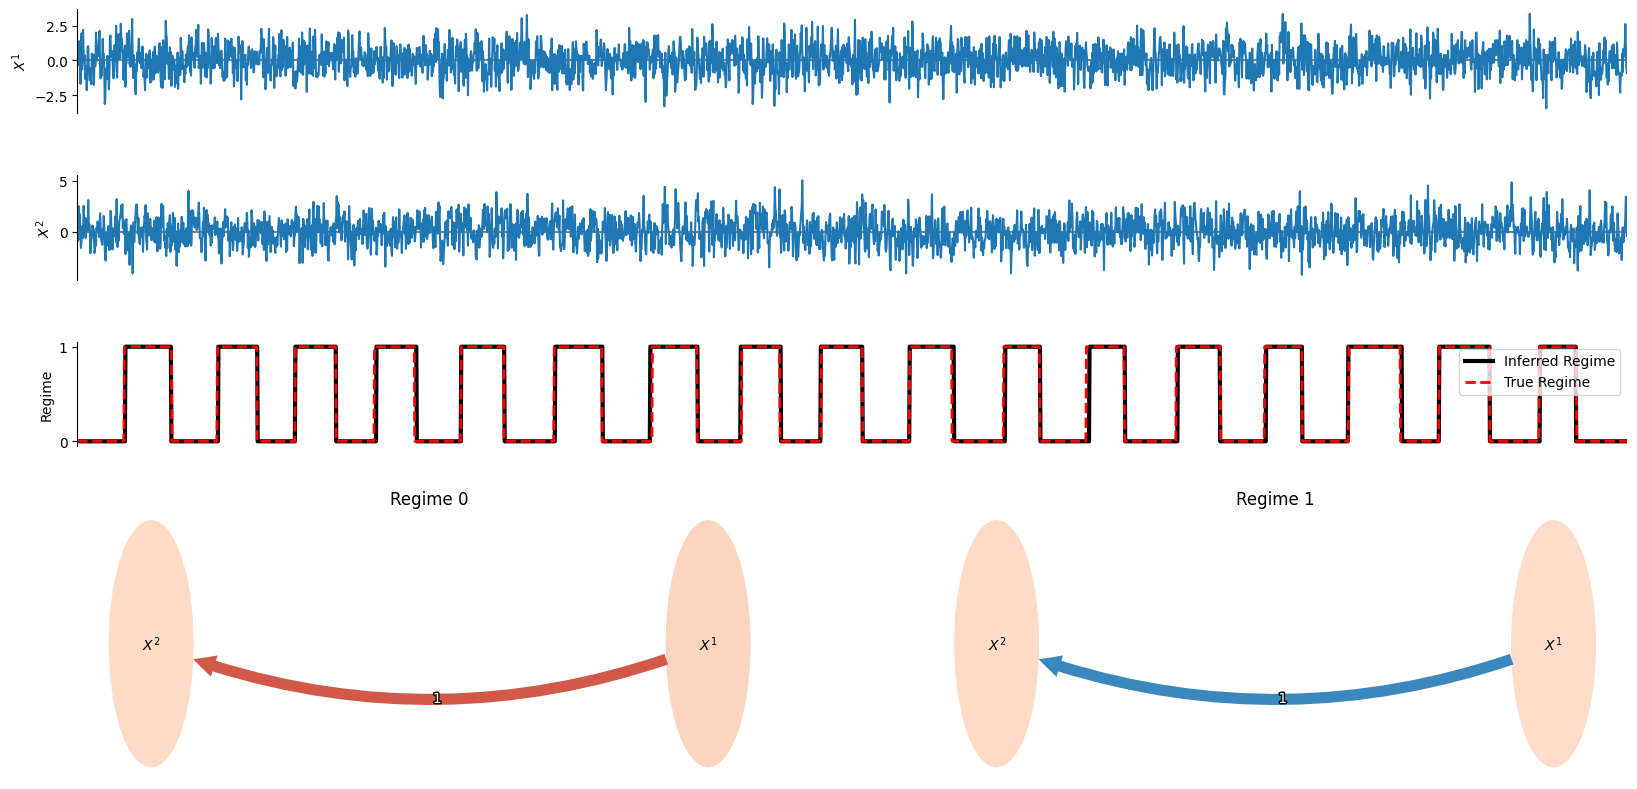 2.5
0.0
−2.5
X¹
5
0
X²
1
0
Regime
Inferred Regime
True Regime
Regime 0
Regime 1
X² X¹ X² X¹
1 1